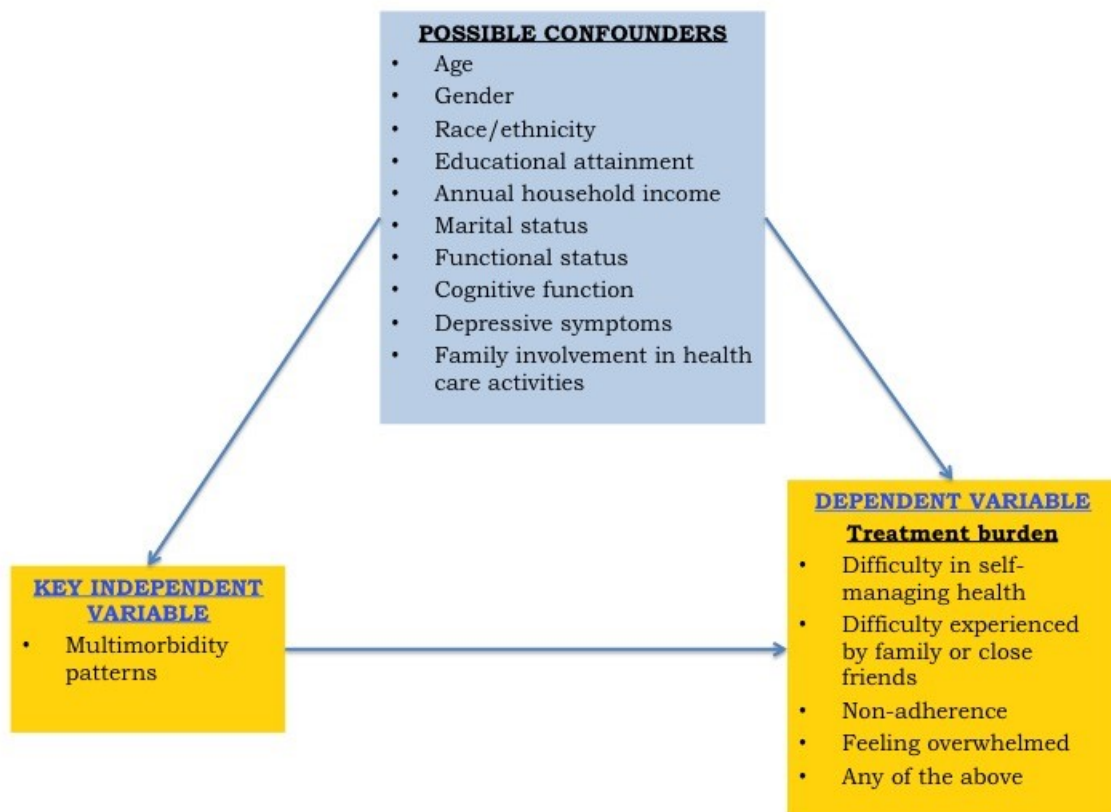 POSSIBLE CONFOUNDERS
• Age
• Gender
• Race/ethnicity
• Educational attainment
• Annual household income
• Marital status
• Functional status
• Cognitive function
• Depressive symptoms
• Family involvement in health
care activities
KEY INDEPENDENT
VARIABLE
• Multimorbidity
patterns
DEPENDENT VARIABLE
Treatment burden
• Difficulty in self-
managing health
• Difficulty experienced
by family or close
friends
• Non-adherence
• Feeling overwhelmed
• Any of the above